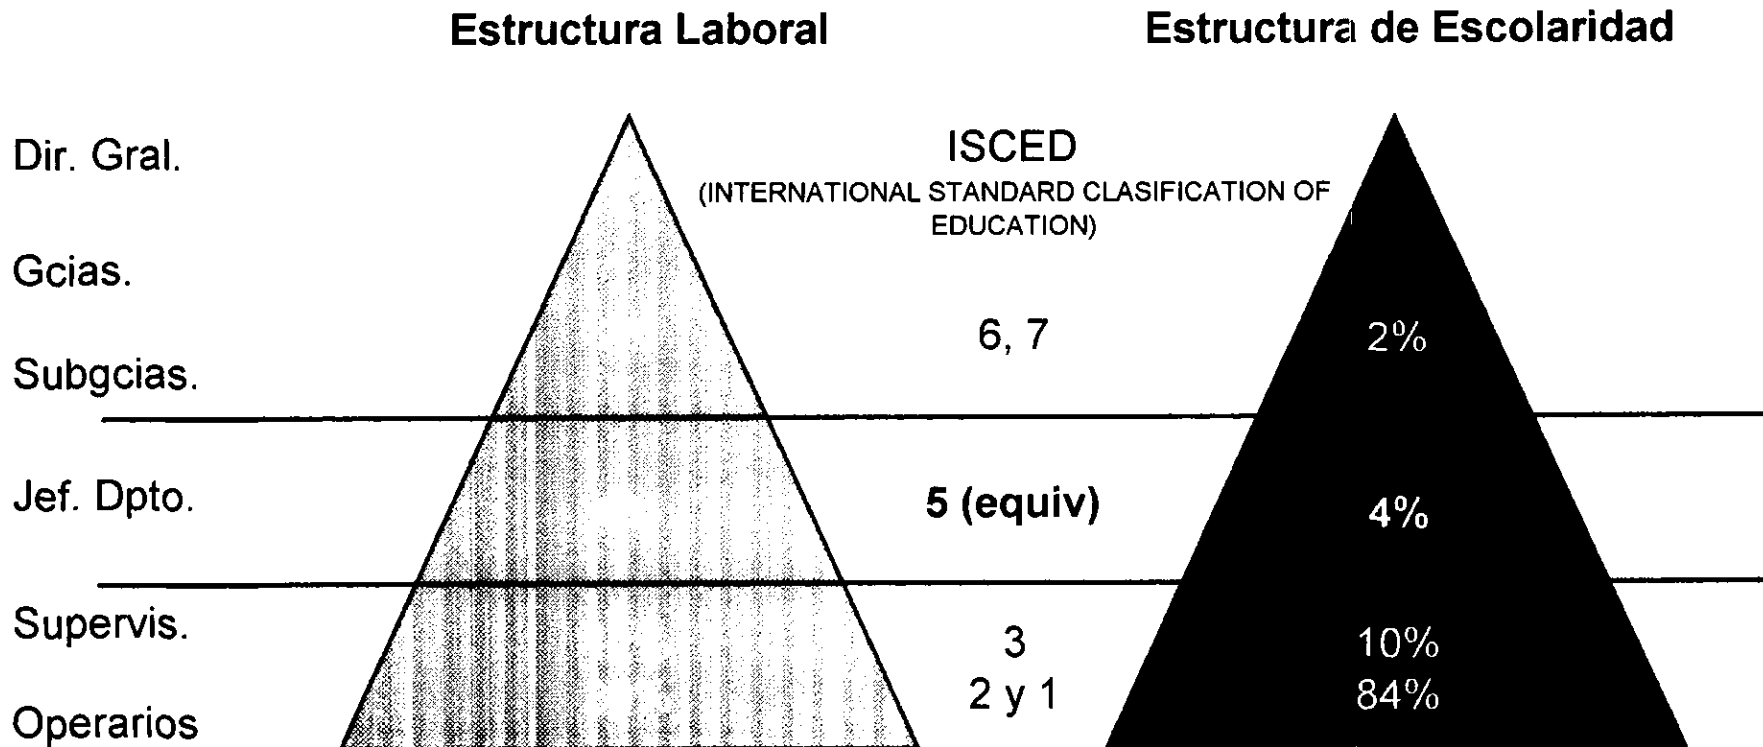 Estructura Laboral
Estructura de Escolaridad
Dir. Gral.
ISCED
(INTERNATIONAL STANDARD CLASIFICATION OF
EDUCATION)
Gcias.
6, 7
2%
Subgcias.
Jef. Dpto.
5 (equiv)
4%
Supervis.
3
10%
2 y 1
84%
Operarios